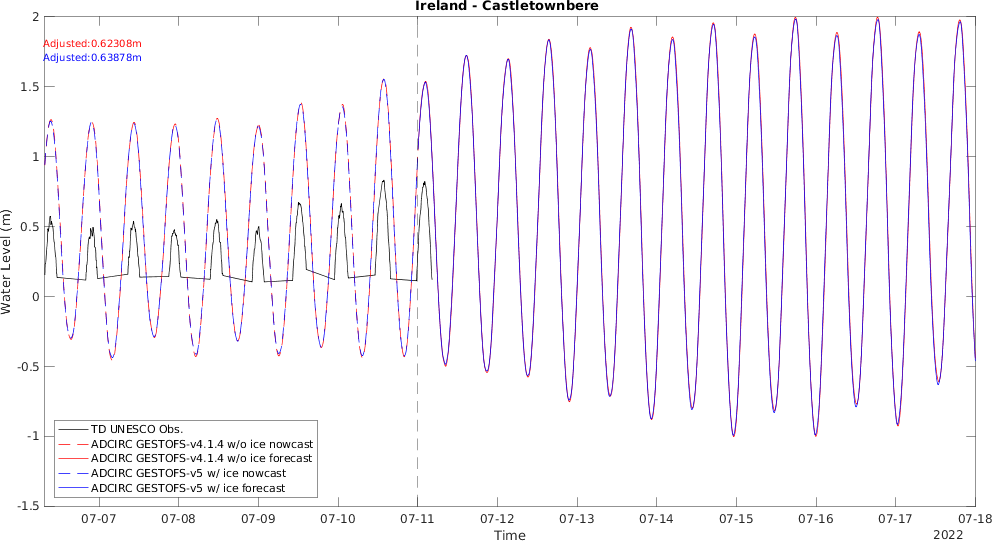 Ireland - Castletownbere
Adjusted:0.62308m
Adjusted:0.63878m
2
1.5
1
0.5
0
-0.5
-1
-1.5
Water Level (m)
TD UNESCO Obs.
ADCIRC GESTOFS-v4.1.4 w/o ice nowcast
ADCIRC GESTOFS-v4.1.4 w/o ice forecast
ADCIRC GESTOFS-v5 w/ ice nowcast
ADCIRC GESTOFS-v5 w/ ice forecast
07-07 07-08 07-09 07-10 07-11 07-12 07-13 07-14 07-15 07-16 07-17 07-18
Time
2022